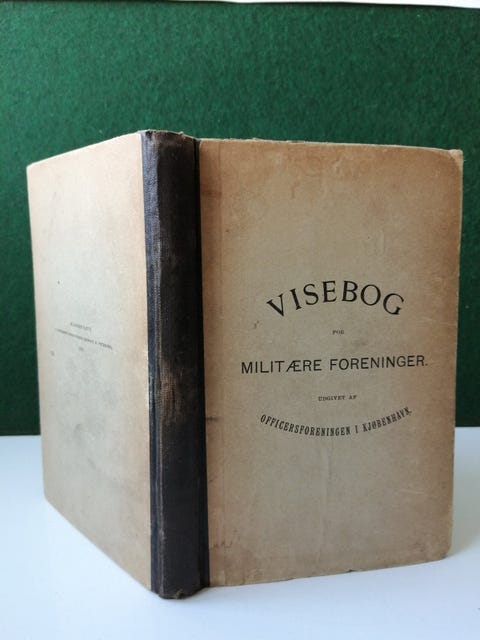 VISEBOG
FOR
MILITÆRE FORENINGER.
UDGIVET AF
OFFICERSFORENINGEN I KJØBENHAVN.